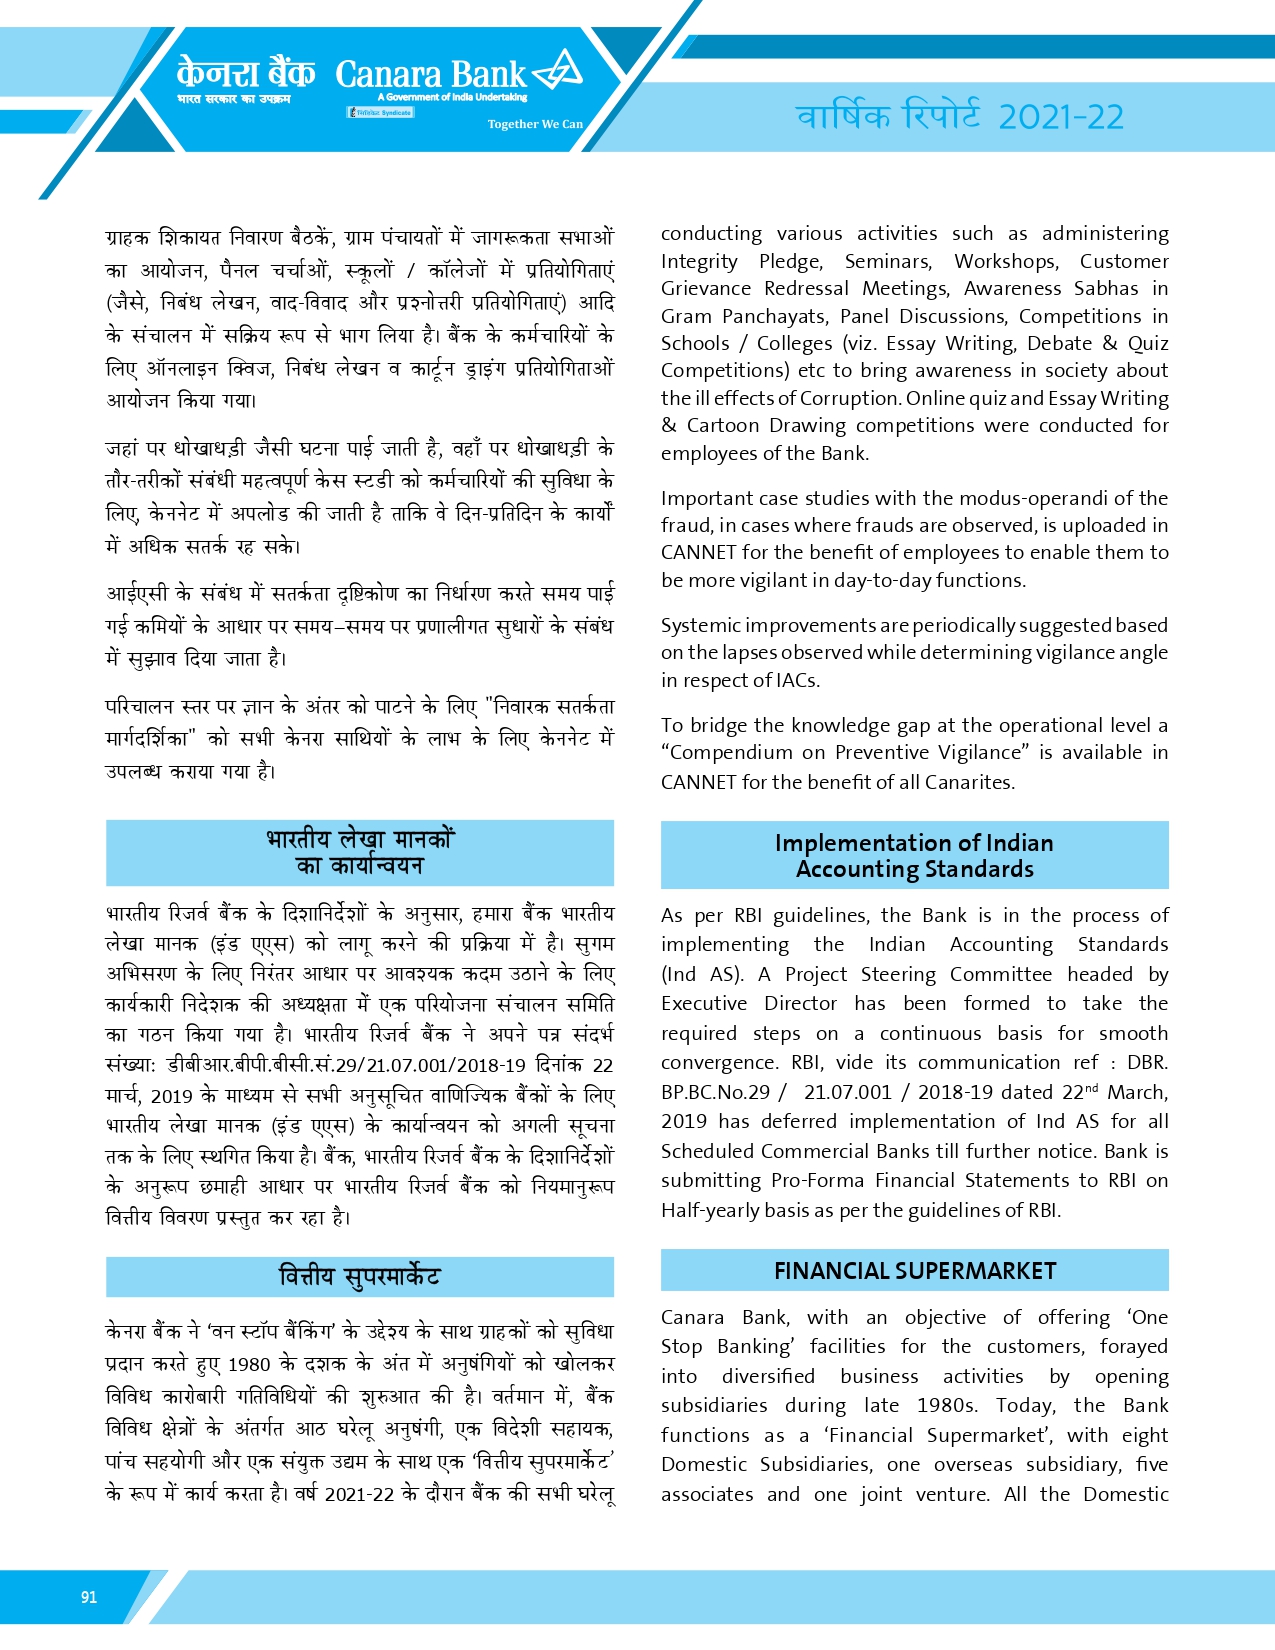 केनरा बैंक Canara Bank
भारत सरकार का उपक्रम A Government of India Undertaking
सिंडिकेट Syndicate
Together We Can
वार्षिक रिपोर्ट 2021-22
ग्राहक शिकायत निवारण बैठकें, ग्राम पंचायतों में जागरूकता सभाओं
का आयोजन, पैनल चर्चाओं, स्कूलों / कॉलेजों में प्रतियोगिताएं
(जैसे, निबंध लेखन, वाद-विवाद और प्रश्नोत्तरी प्रतियोगिताएं) आदि
के संचालन में सक्रिय रूप से भाग लिया है। बैंक के कर्मचारियों के
लिए ऑनलाइन क्विज, निबंध लेखन व कार्टून ड्राइंग प्रतियोगिताओं
आयोजन किया गया।
जहां पर धोखाधड़ी जैसी घटना पाई जाती है, वहाँ पर धोखाधड़ी के
तौर-तरीकों संबंधी महत्वपूर्ण केस स्टडी को कर्मचारियों की सुविधा के
लिए, केननेट में अपलोड की जाती है ताकि वे दिन-प्रतिदिन के कार्यों
में अधिक सतर्क रह सके।
आईएसी के संबंध में सतर्कता दृष्टिकोण का निर्धारण करते समय पाई
गई कमियों के आधार पर समय–समय पर प्रणालीगत सुधारों के संबंध
में सुझाव दिया जाता है।
परिचालन स्तर पर ज्ञान के अंतर को पाटने के लिए "निवारक सतर्कता
मार्गदर्शिका" को सभी केनरा साथियों के लाभ के लिए केननेट में
उपलब्ध कराया गया है।
भारतीय लेखा मानकों
का कार्यान्वयन
भारतीय रिजर्व बैंक के दिशानिर्देशों के अनुसार, हमारा बैंक भारतीय
लेखा मानक (इंड एएस) को लागू करने की प्रक्रिया में है। सुगम
अभिसरण के लिए निरंतर आधार पर आवश्यक कदम उठाने के लिए
कार्यकारी निदेशक की अध्यक्षता में एक परियोजना संचालन समिति
का गठन किया गया है। भारतीय रिजर्व बैंक ने अपने पत्र संदर्भ
संख्या: डीबीआर.बीपी.बीसी.सं.29/21.07.001/2018-19 दिनांक 22
मार्च, 2019 के माध्यम से सभी अनुसूचित वाणिज्यिक बैंकों के लिए
भारतीय लेखा मानक (इंड एएस) के कार्यान्वयन को अगली सूचना
तक के लिए स्थगित किया है। बैंक, भारतीय रिजर्व बैंक के दिशानिर्देशों
के अनुरूप छमाही आधार पर भारतीय रिजर्व बैंक को नियमानुरूप
वित्तीय विवरण प्रस्तुत कर रहा है।
वित्तीय सुपरमार्केट
केनरा बैंक ने ‘वन स्टॉप बैंकिंग’ के उद्देश्य के साथ ग्राहकों को सुविधा
प्रदान करते हुए 1980 के दशक के अंत में अनुषंगियों को खोलकर
विविध कारोबारी गतिविधियों की शुरुआत की है। वर्तमान में, बैंक
विविध क्षेत्रों के अंतर्गत आठ घरेलू अनुषंगी, एक विदेशी सहायक,
पांच सहयोगी और एक संयुक्त उद्यम के साथ एक ‘वित्तीय सुपरमार्केट’
के रूप में कार्य करता है। वर्ष 2021-22 के दौरान बैंक की सभी घरेलू
conducting various activities such as administering
Integrity Pledge, Seminars, Workshops, Customer
Grievance Redressal Meetings, Awareness Sabhas in
Gram Panchayats, Panel Discussions, Competitions in
Schools / Colleges (viz. Essay Writing, Debate & Quiz
Competitions) etc to bring awareness in society about
the ill effects of Corruption. Online quiz and Essay Writing
& Cartoon Drawing competitions were conducted for
employees of the Bank.
Important case studies with the modus-operandi of the
fraud, in cases where frauds are observed, is uploaded in
CANNET for the benefit of employees to enable them to
be more vigilant in day-to-day functions.
Systemic improvements are periodically suggested based
on the lapses observed while determining vigilance angle
in respect of IACs.
To bridge the knowledge gap at the operational level a
“Compendium on Preventive Vigilance” is available in
CANNET for the benefit of all Canarites.
Implementation of Indian
Accounting Standards
As per RBI guidelines, the Bank is in the process of
implementing the Indian Accounting Standards
(Ind AS). A Project Steering Committee headed by
Executive Director has been formed to take the
required steps on a continuous basis for smooth
convergence. RBI, vide its communication ref : DBR.
BP.BC.No.29 / 21.07.001 / 2018-19 dated 22nd March,
2019 has deferred implementation of Ind AS for all
Scheduled Commercial Banks till further notice. Bank is
submitting Pro-Forma Financial Statements to RBI on
Half-yearly basis as per the guidelines of RBI.
FINANCIAL SUPERMARKET
Canara Bank, with an objective of offering ‘One
Stop Banking’ facilities for the customers, forayed
into diversified business activities by opening
subsidiaries during late 1980s. Today, the Bank
functions as a ‘Financial Supermarket’, with eight
Domestic Subsidiaries, one overseas subsidiary, five
associates and one joint venture. All the Domestic
91